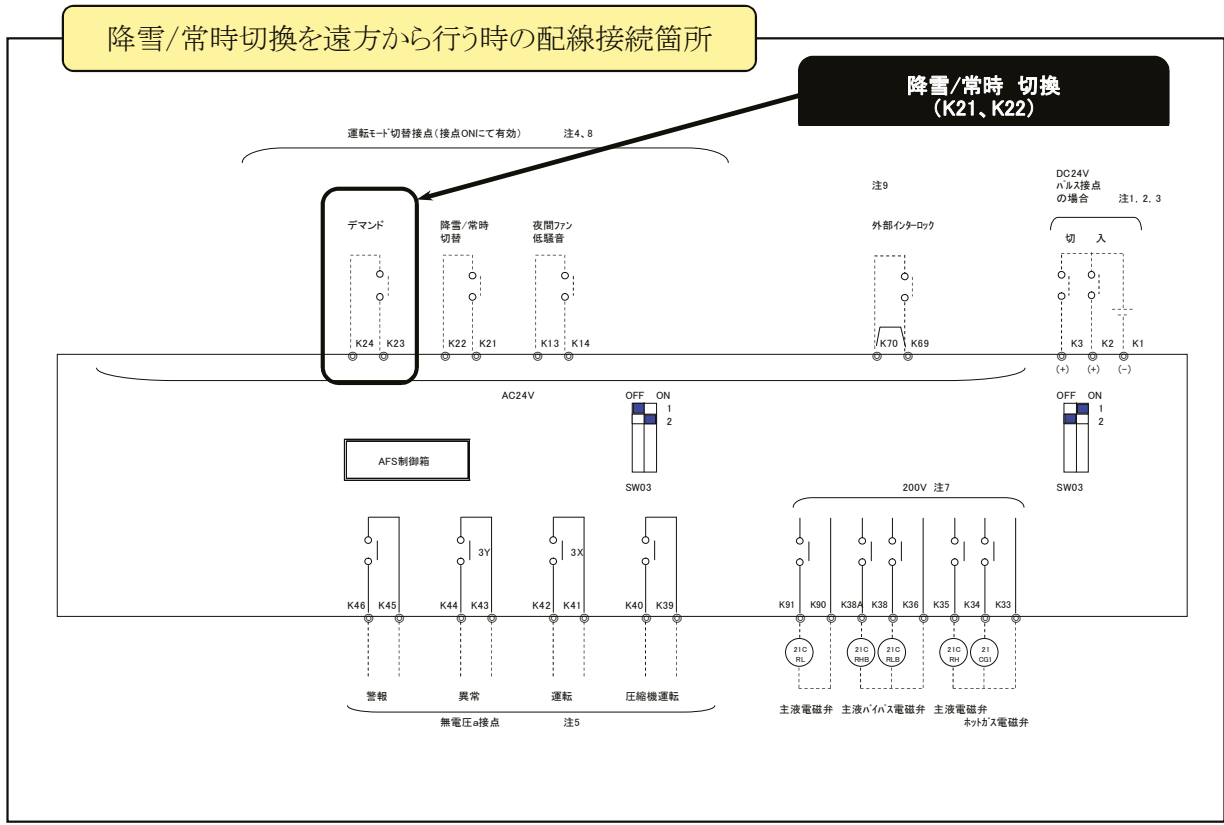 降雪/常時切換を遠方から行う時の配線接続箇所
降雪/常時 切換
(K21、K22)
運転モード切替接点(接点ONにて有効) 注4、8
デマンド
降雪/常時
切替
夜間ファン
低騒音
注9
外部インターロック
DC24V
パルス接点
の場合 注1, 2, 3
切 入
K24 K23 K22 K21 K13 K14 K70 K69 K3 K2 K1
(+) (+) (-)
AC24V
OFF ON
1
2
SW03
OFF ON
1
2
SW03
AFS制御箱
200V 注7
3Y
3X
K46 K45 K44 K43 K42 K41 K40 K39 K91 K90 K38A K38 K36 K35 K34 K33
21C
RL
21C
RHB
21C
RLB
21C
RH
21
CG1
警報 異常 運転 圧縮機運転
無電圧a接点 注5
主液電磁弁 主液バイパス電磁弁 主液電磁弁
ホットガス電磁弁